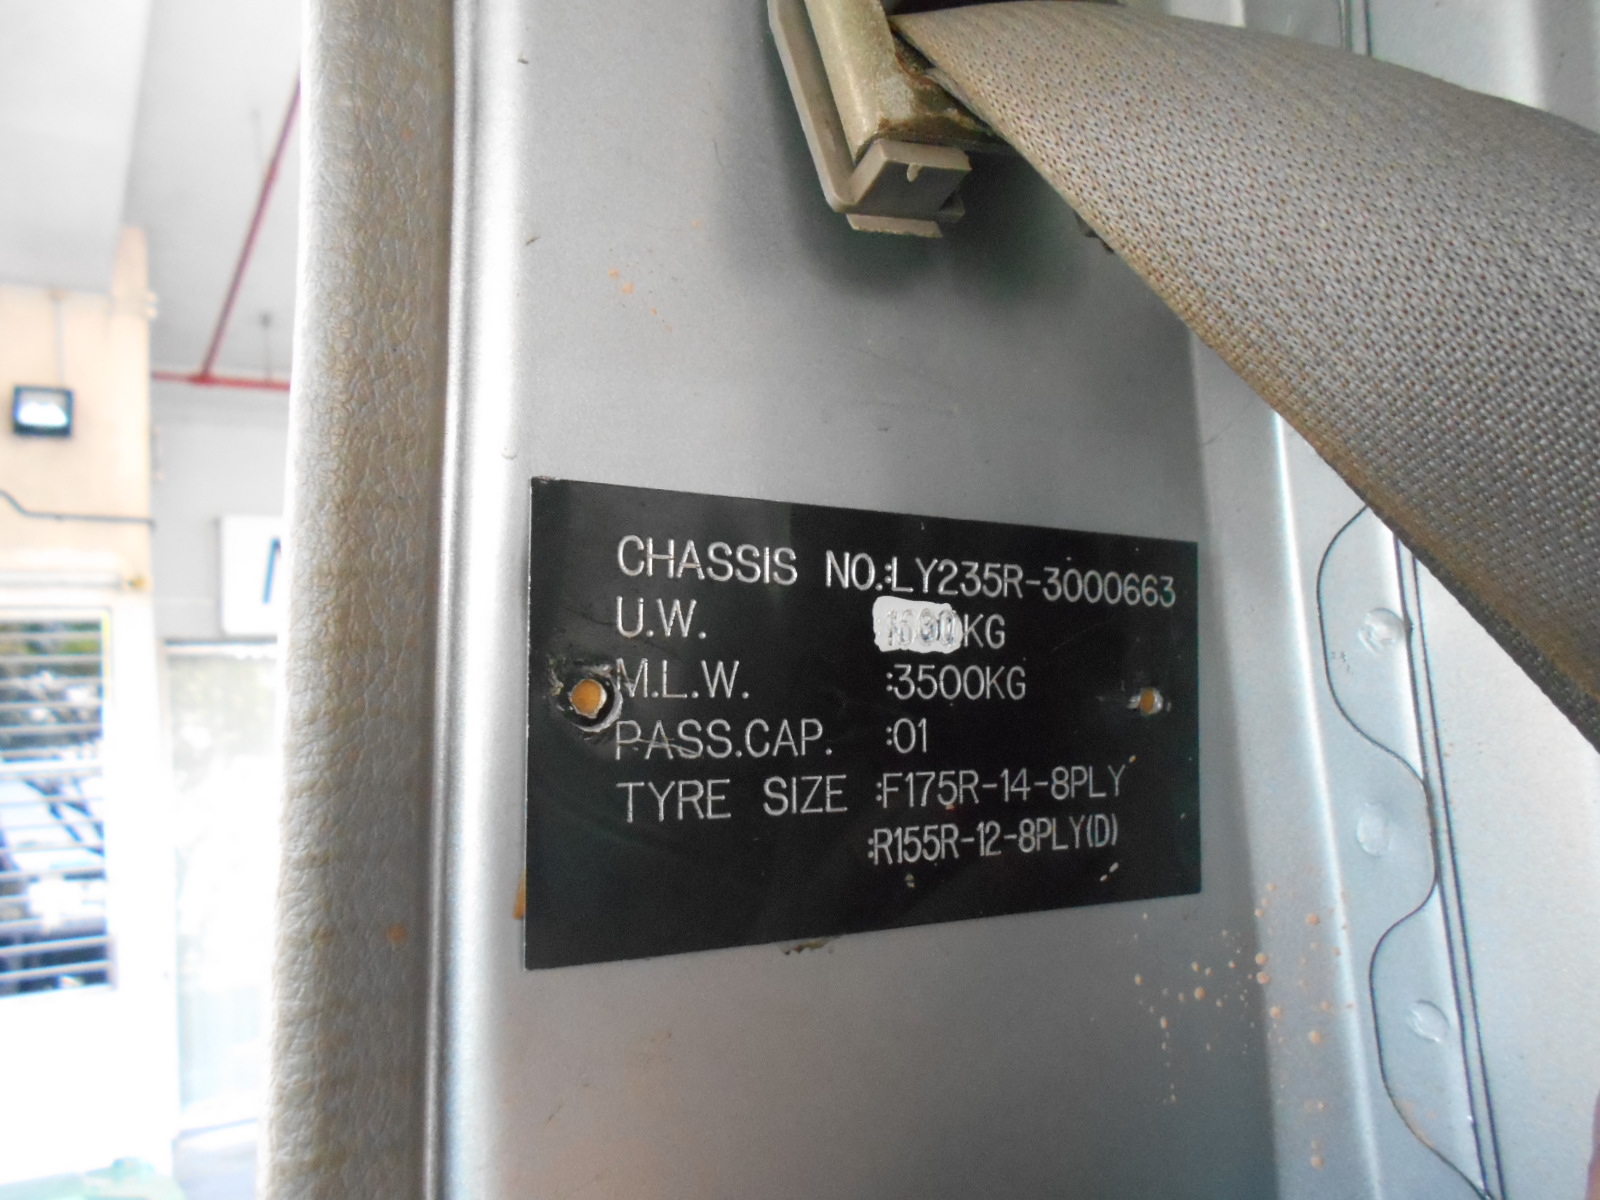 CHASSIS NO.:LY235R-3000663
U.W. KG
M.L.W. :3500KG
PASS.CAP. :01
TYRE SIZE :F175R-14-8PLY
:R155R-12-8PLY(D)